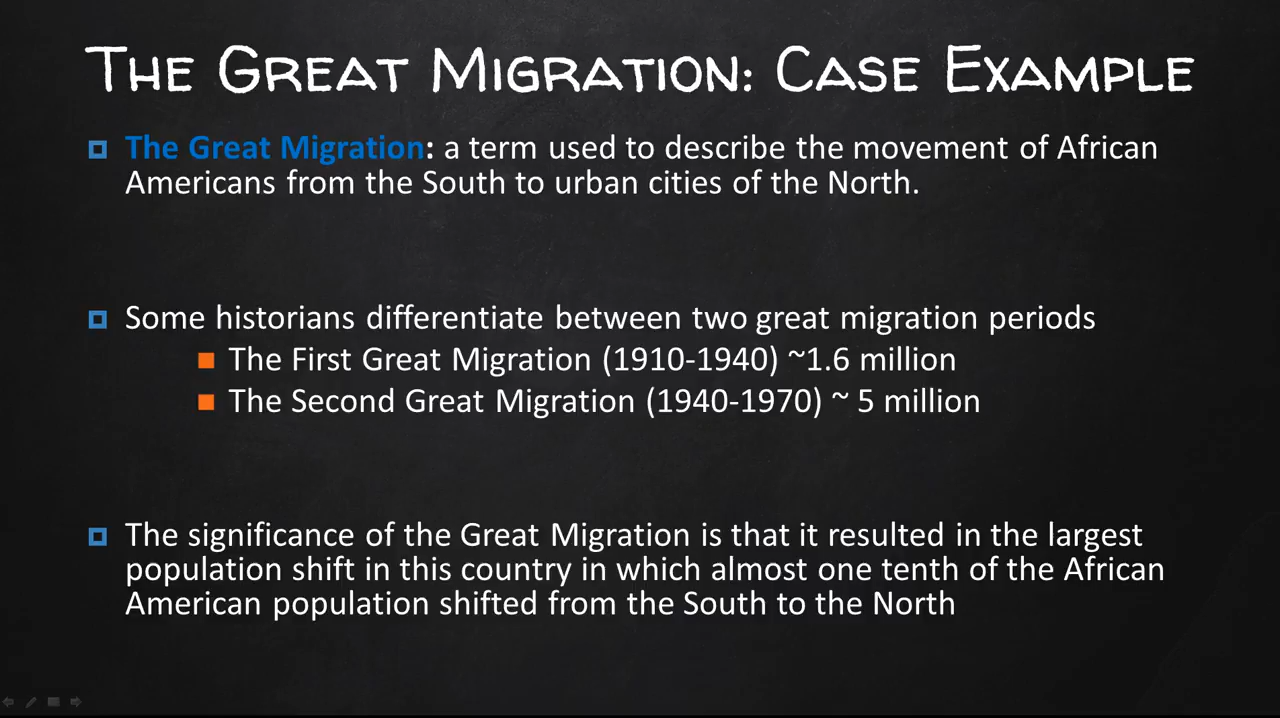 THE GREAT MIGRATION: CASE EXAMPLE
The Great Migration: a term used to describe the movement of African
Americans from the South to urban cities of the North.
Some historians differentiate between two great migration periods
The First Great Migration (1910-1940) ~1.6 million
The Second Great Migration (1940-1970) ~ 5 million
The significance of the Great Migration is that it resulted in the largest
population shift in this country in which almost one tenth of the African
American population shifted from the South to the North